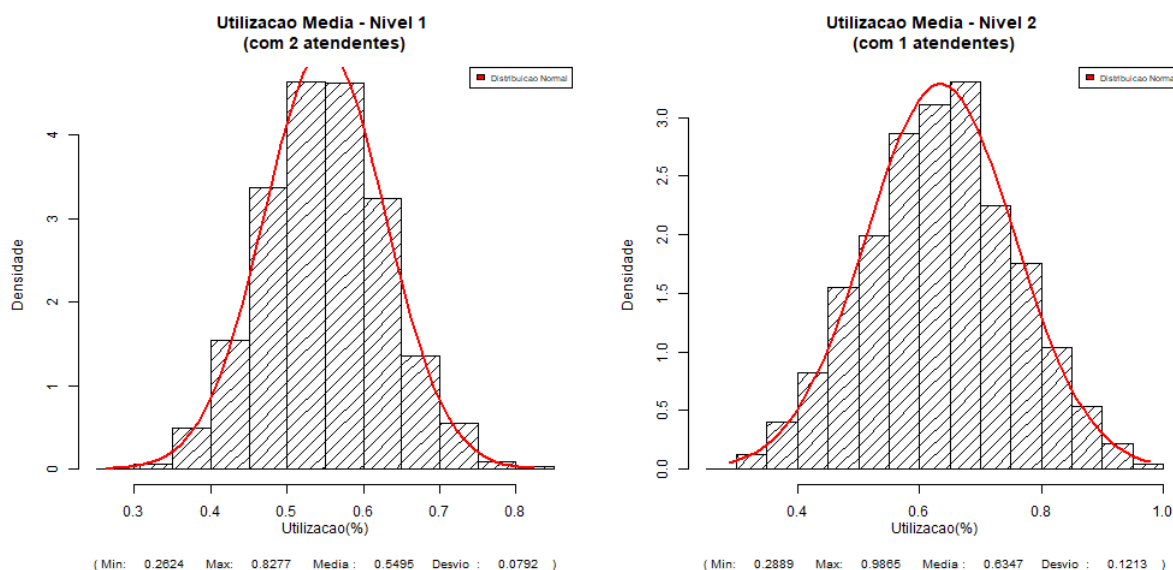 Utilizacao Media - Nivel 1
(com 2 atendentes)
Distribuicao Normal
Densidade
4
3
2
1
0
0.3 0.4 0.5 0.6 0.7 0.8
Utilizacao(%)
( Min: 0.2624 Max: 0.8277 Media : 0.5495 Desvio : 0.0792 )
Utilizacao Media - Nivel 2
(com 1 atendentes)
Distribuicao Norma
Densidade
3.0
2.5
2.0
1.5
1.0
0.5
0.0
0.4 0.6 0.8 1.0
Utilizacao(%)
( Min: 0.2889 Max: 0.9865 Media : 0.6347 Desvio : 0.1213 )